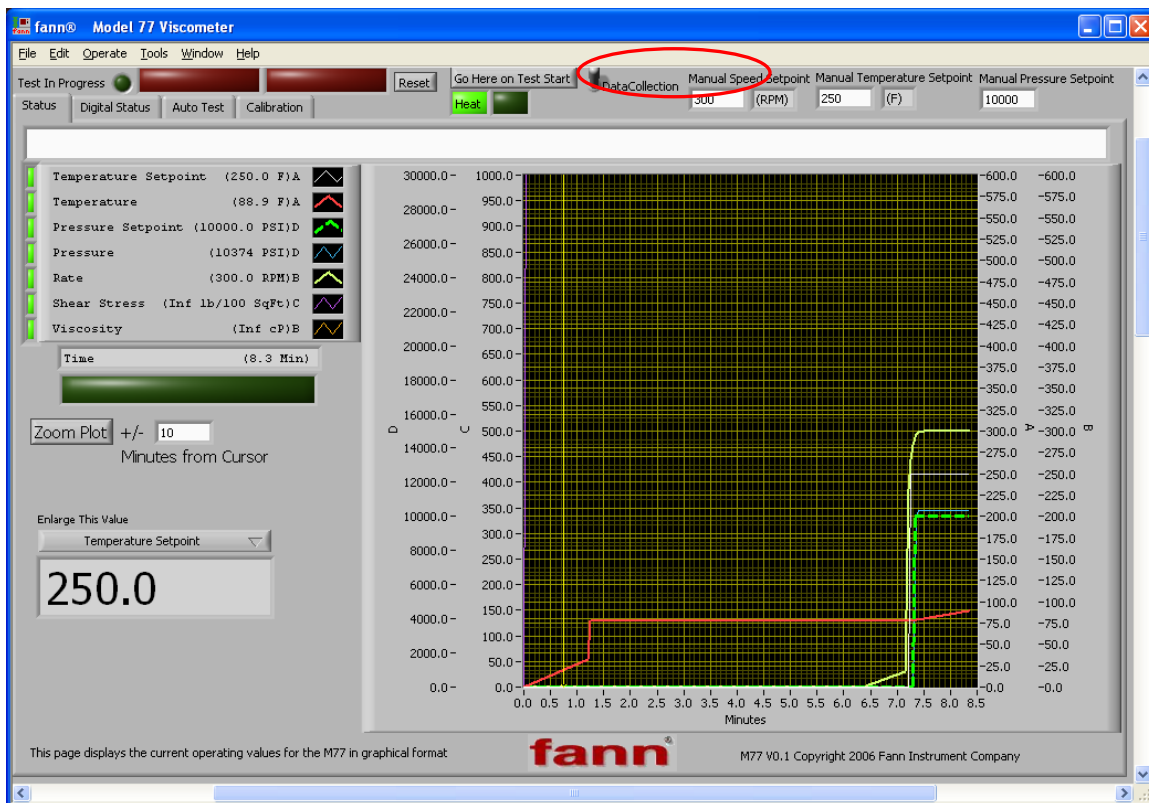 fann® Model 77 Viscometer
File Edit Operate Tools Window Help
Test In Progress
Reset
Go Here on Test Start
DataCollection
Manual Speed Setpoint
Manual Temperature Setpoint
Manual Pressure Setpoint
300
(RPM)
250
(F)
10000
Heat
Status
Digital Status
Auto Test
Calibration
Temperature Setpoint (250.0 F)A
Temperature (88.9 F)A
Pressure Setpoint (10000.0 PSI)D
Pressure (10374 PSI)D
Rate (300.0 RPM)B
Shear Stress (Inf lb/100 SqFt)C
Viscosity (Inf cP)B
Time (8.3 Min)
Zoom Plot
+/-
10
Minutes from Cursor
Enlarge This Value
Temperature Setpoint
250.0
30000.0
28000.0
26000.0
24000.0
22000.0
20000.0
18000.0
16000.0
14000.0
12000.0
10000.0
8000.0
6000.0
4000.0
2000.0
0.0
D
1000.0
950.0
900.0
850.0
800.0
750.0
700.0
650.0
600.0
550.0
500.0
450.0
400.0
350.0
300.0
250.0
200.0
150.0
100.0
50.0
0.0
C
600.0
575.0
550.0
525.0
500.0
475.0
450.0
425.0
400.0
375.0
350.0
325.0
300.0
275.0
250.0
225.0
200.0
175.0
150.0
125.0
100.0
75.0
50.0
25.0
0.0
A
600.0
575.0
550.0
525.0
500.0
475.0
450.0
425.0
400.0
375.0
350.0
325.0
300.0
275.0
250.0
225.0
200.0
175.0
150.0
125.0
100.0
75.0
50.0
25.0
0.0
B
0.0 0.5 1.0 1.5 2.0 2.5 3.0 3.5 4.0 4.5 5.0 5.5 6.0 6.5 7.0 7.5 8.0 8.5
Minutes
This page displays the current operating values for the M77 in graphical format
fann®
M77 V0.1 Copyright 2006 Fann Instrument Company